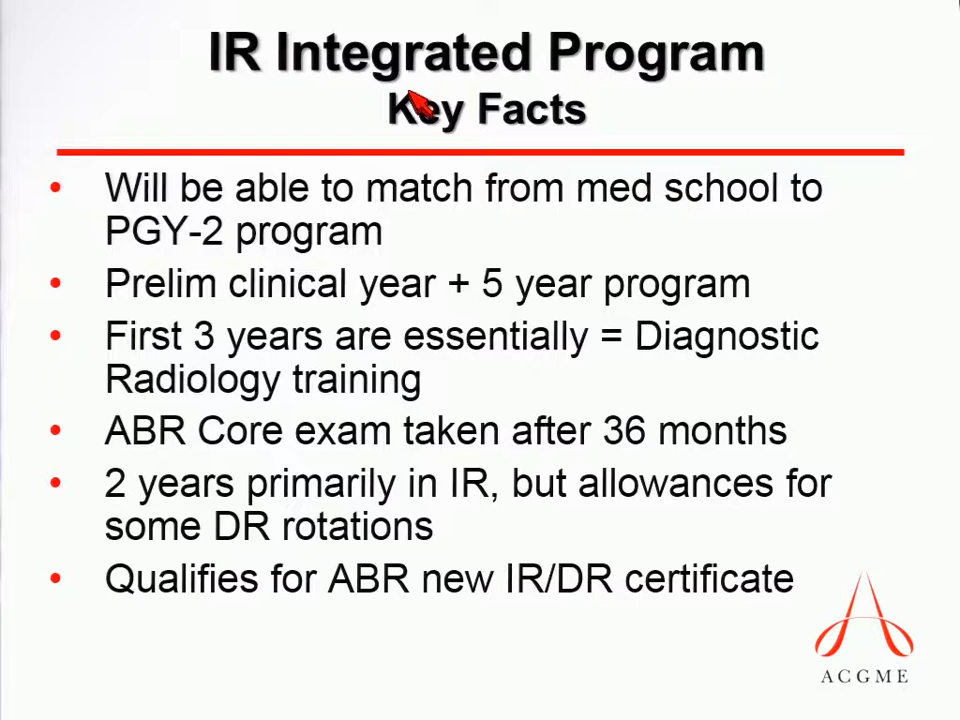 IR Integrated Program
Key Facts
• Will be able to match from med school to
PGY-2 program
• Prelim clinical year + 5 year program
• First 3 years are essentially = Diagnostic
Radiology training
• ABR Core exam taken after 36 months
• 2 years primarily in IR, but allowances for
some DR rotations
• Qualifies for ABR new IR/DR certificate
ACGME